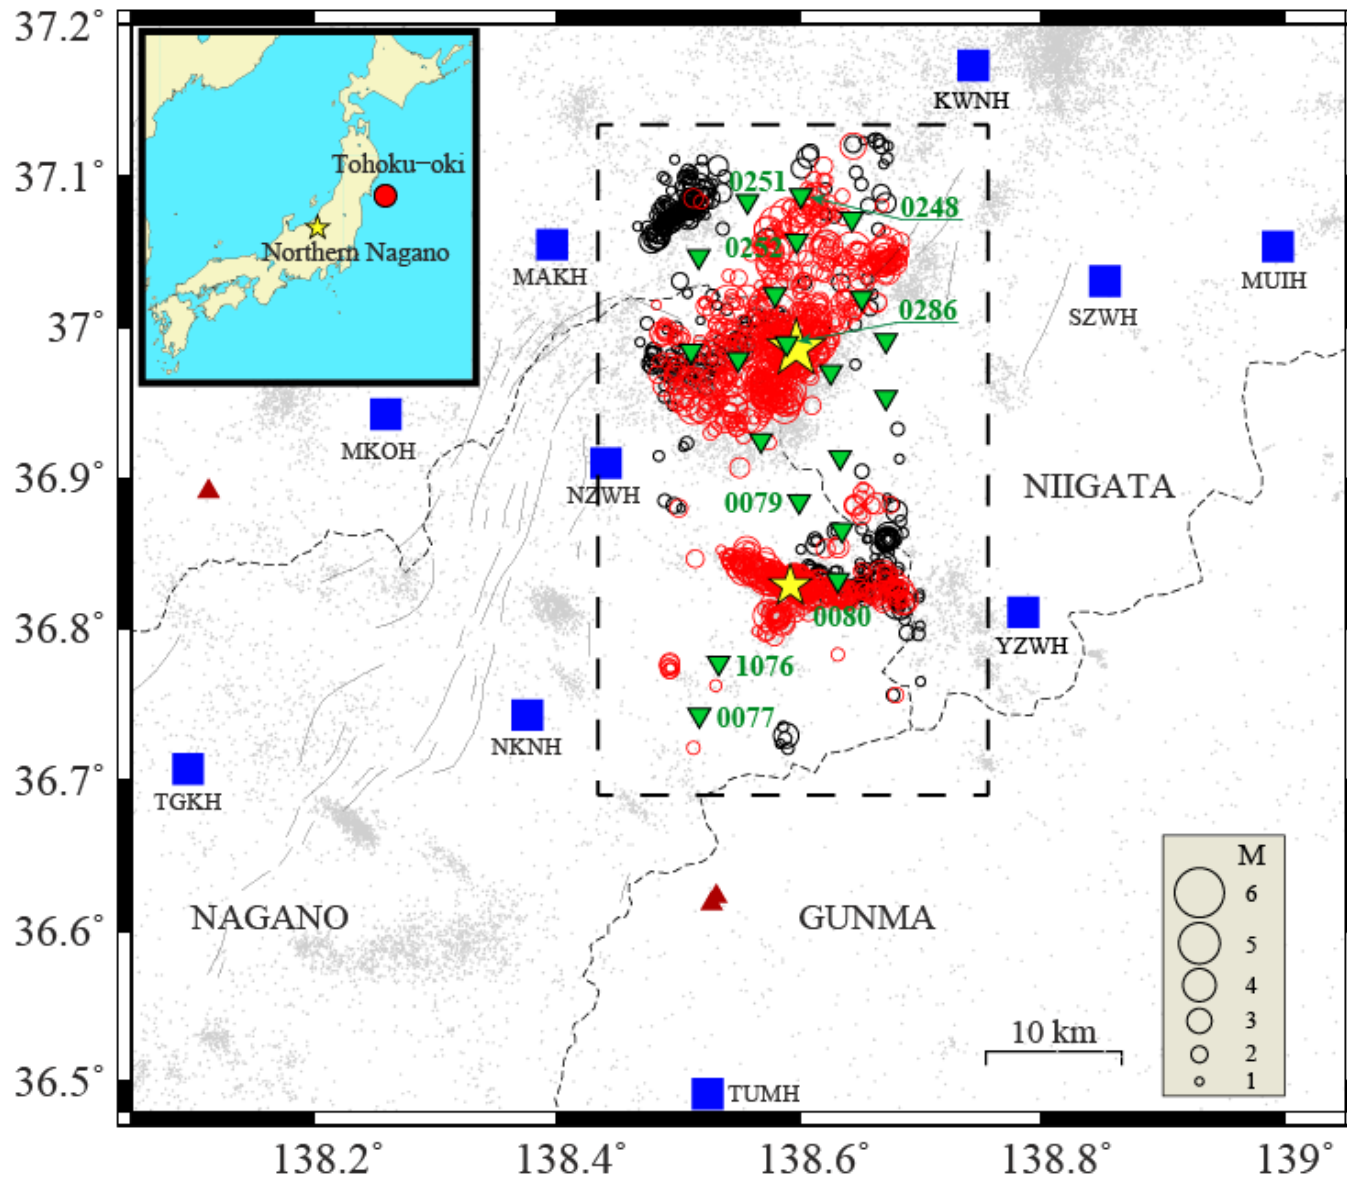 37.2°
37.1°
37°
36.9°
36.8°
36.7°
36.6°
36.5°
138.2°
138.4°
138.6°
138.8°
139°
Tohoku-oki
Northern Nagano
KWNH
MAKH
MUIH
SZWH
MKOH
NZWH
YZWH
NKNH
TGKH
TUMH
0251
0248
0252
0286
0079
0080
1076
0077
NIIGATA
NAGANO
GUNMA
10 km
M
6
5
4
3
2
1